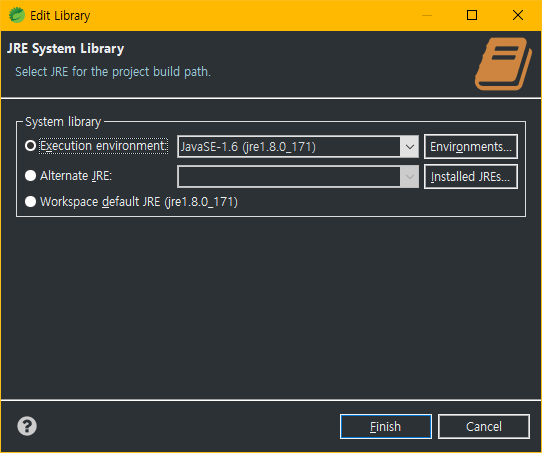 Edit Library
JRE System Library
Select JRE for the project build path.
System library
Execution environment: JavaSE-1.6 (jre1.8.0_171) Environments...
Alternate JRE: Installed JREs...
Workspace default JRE (jre1.8.0_171)
? Finish Cancel